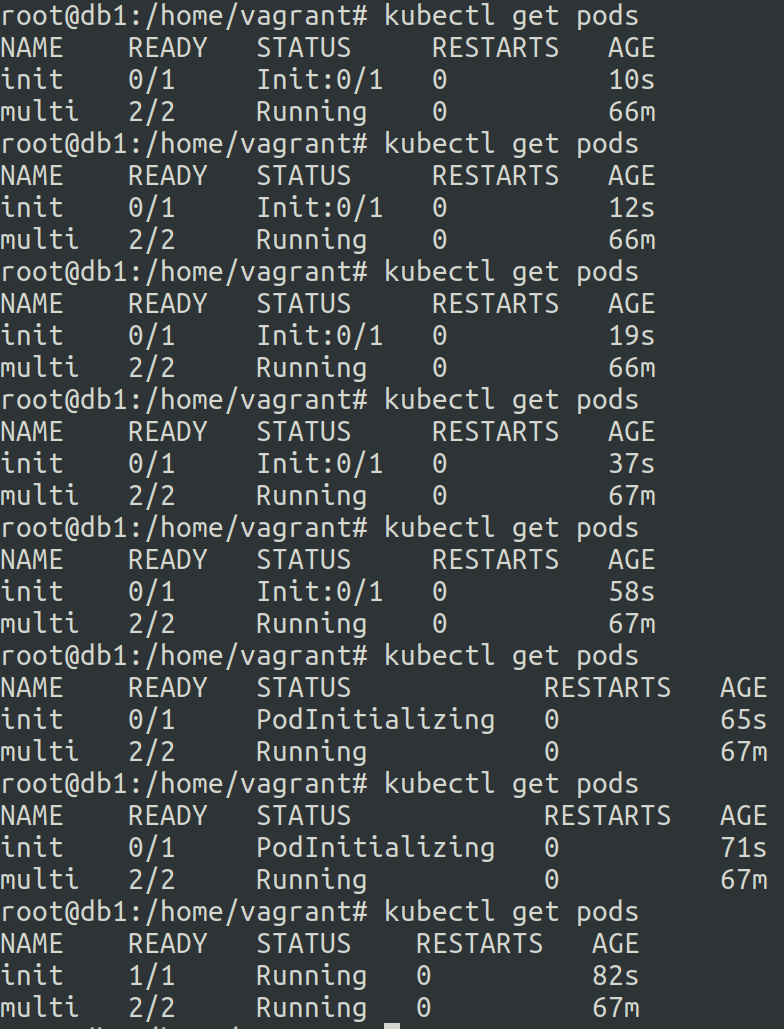 root@db1:/home/vagrant# kubectl get pods
NAME    READY   STATUS     RESTARTS   AGE
init    0/1     Init:0/1   0          10s
multi   2/2     Running    0          66m
root@db1:/home/vagrant# kubectl get pods
NAME    READY   STATUS     RESTARTS   AGE
init    0/1     Init:0/1   0          12s
multi   2/2     Running    0          66m
root@db1:/home/vagrant# kubectl get pods
NAME    READY   STATUS     RESTARTS   AGE
init    0/1     Init:0/1   0          19s
multi   2/2     Running    0          66m
root@db1:/home/vagrant# kubectl get pods
NAME    READY   STATUS     RESTARTS   AGE
init    0/1     Init:0/1   0          37s
multi   2/2     Running    0          67m
root@db1:/home/vagrant# kubectl get pods
NAME    READY   STATUS     RESTARTS   AGE
init    0/1     Init:0/1   0          58s
multi   2/2     Running    0          67m
root@db1:/home/vagrant# kubectl get pods
NAME    READY   STATUS            RESTARTS   AGE
init    0/1     PodInitializing   0          65s
multi   2/2     Running           0          67m
root@db1:/home/vagrant# kubectl get pods
NAME    READY   STATUS            RESTARTS   AGE
init    0/1     PodInitializing   0          71s
multi   2/2     Running           0          67m
root@db1:/home/vagrant# kubectl get pods
NAME    READY   STATUS    RESTARTS   AGE
init    1/1     Running   0          82s
multi   2/2     Running   0          67m